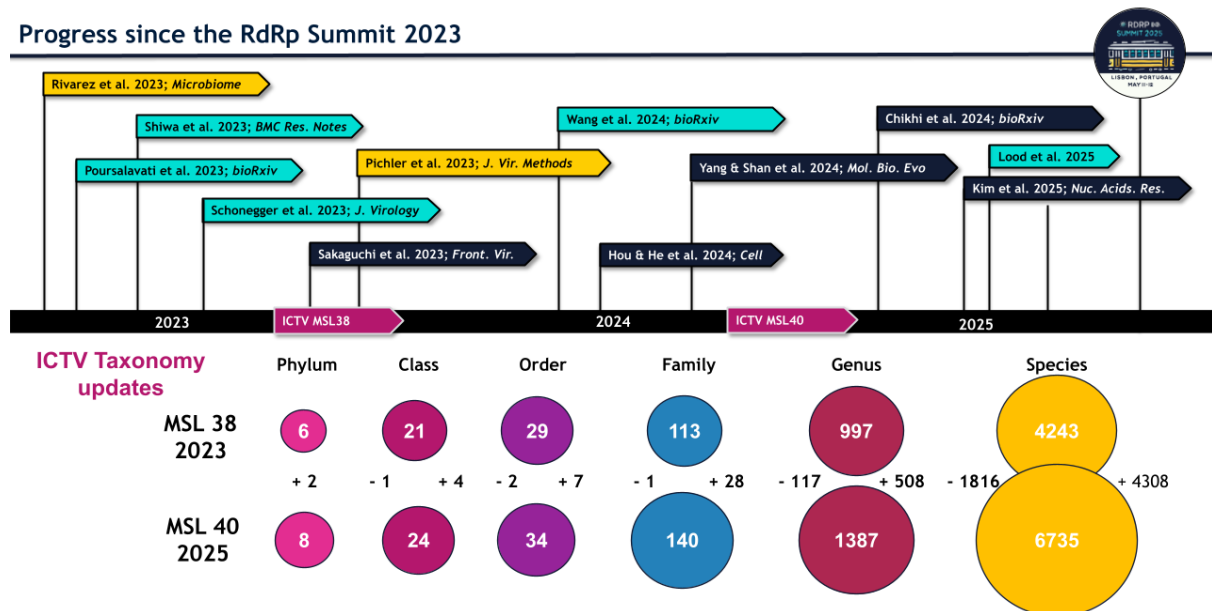 Progress since the RdRp Summit 2023
RDRP
SUMMIT 2025
LISBON, PORTUGAL
Rivarez et al. 2023; Microbiome
Shiwa et al. 2023; BMC Res. Notes
Wang et al. 2024; bioRxiv
Chikhi et al. 2024; bioRxiv
Poursalavati et al. 2023; bioRxiv
Pichler et al. 2023; J. Vir. Methods
Yang & Shan et al. 2024; Mol. Bio. Evo
Lood et al. 2025
Kim et al. 2025; Nuc. Acids. Res.
Schonegger et al. 2023; J. Virology
Sakaguchi et al. 2023; Front. Vir.
Hou & He et al. 2024; Cell
2023 ICTV MSL38 2024 ICTV MSL40 2025
ICTV Taxonomy
updates
Phylum Class Order Family Genus Species
MSL 38
2023
6 21 29 113 997 4243
+ 2 - 1 + 4 - 2 + 7 - 1 + 28 - 117 + 508 - 1816 + 4308
MSL 40
2025
8 24 34 140 1387 6735